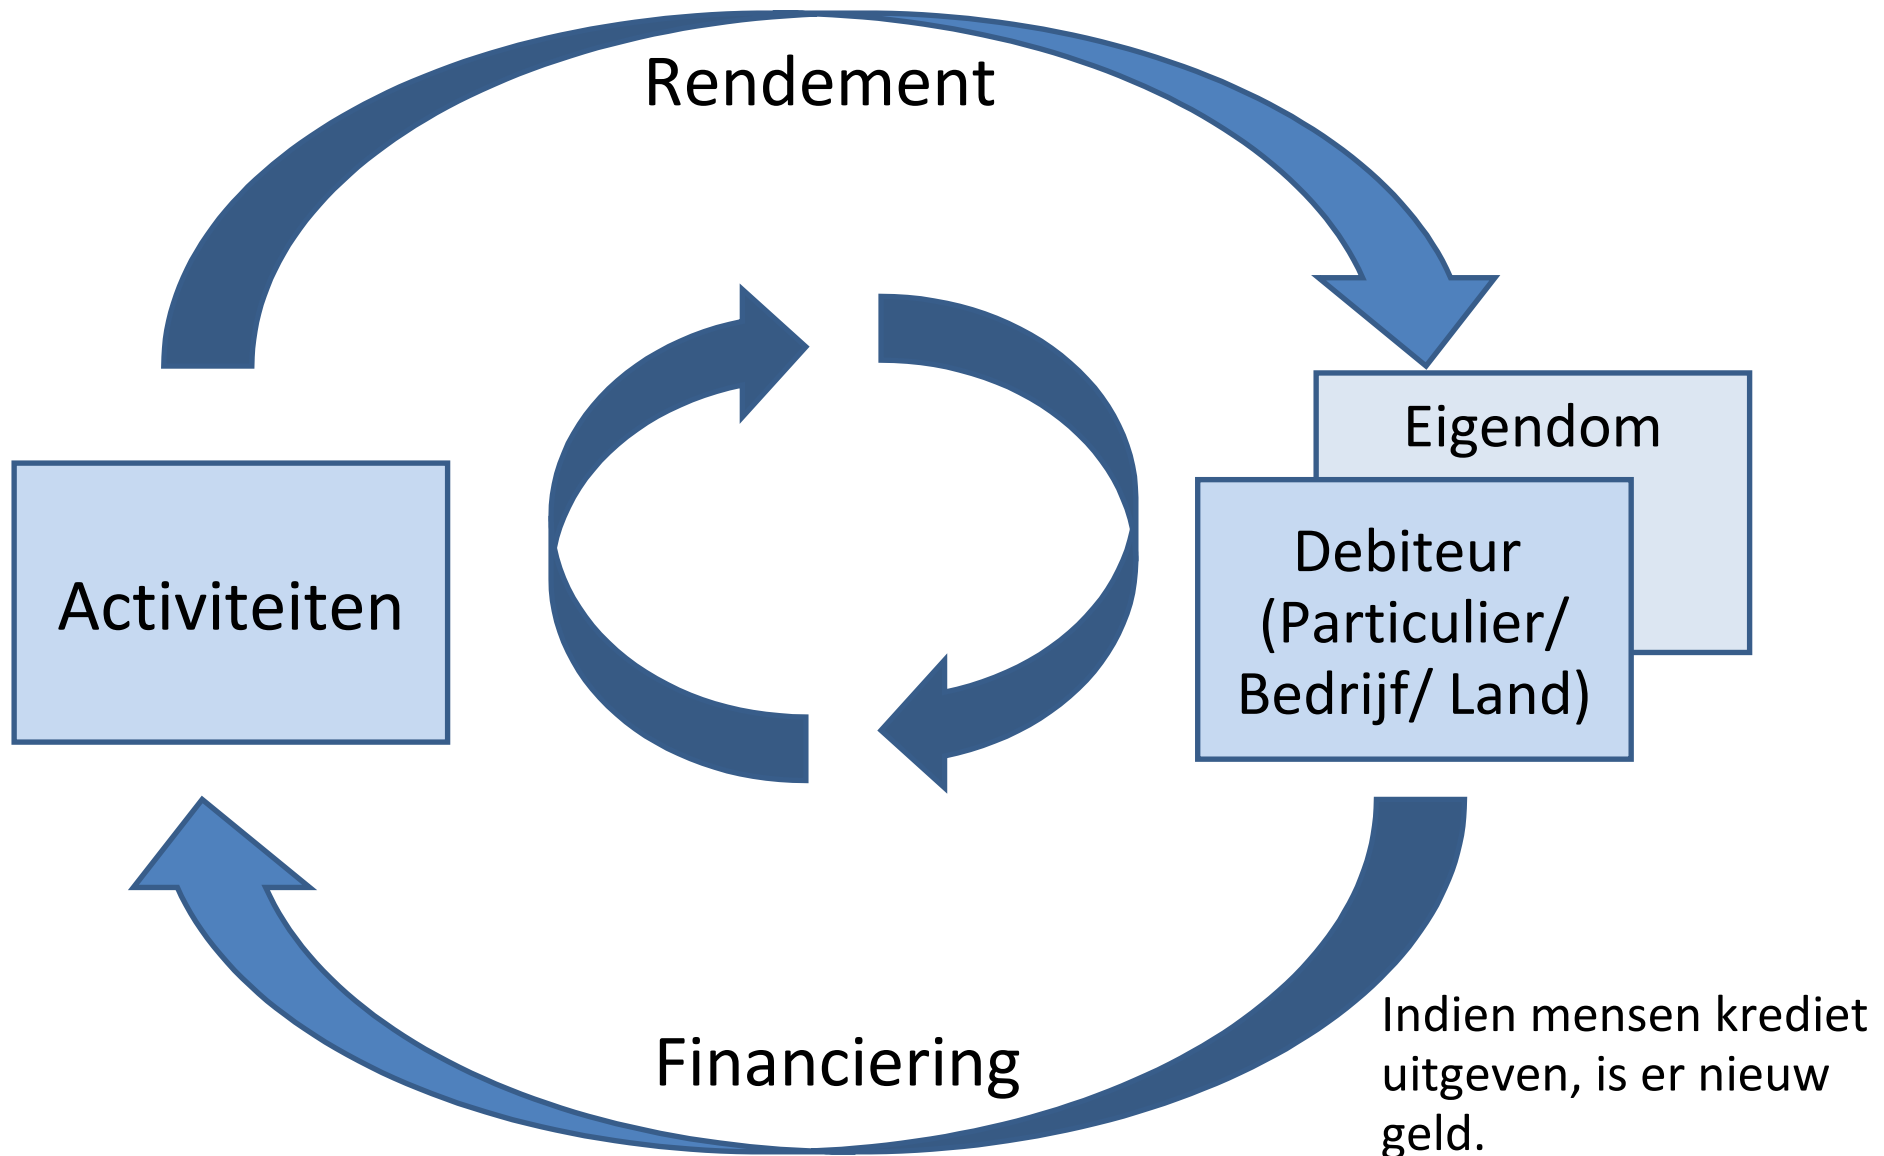 Rendement
Eigendom
Activiteiten
Debiteur
(Particulier/
Bedrijf/ Land)
Financiering
Indien mensen krediet
uitgeven, is er nieuw
geld.